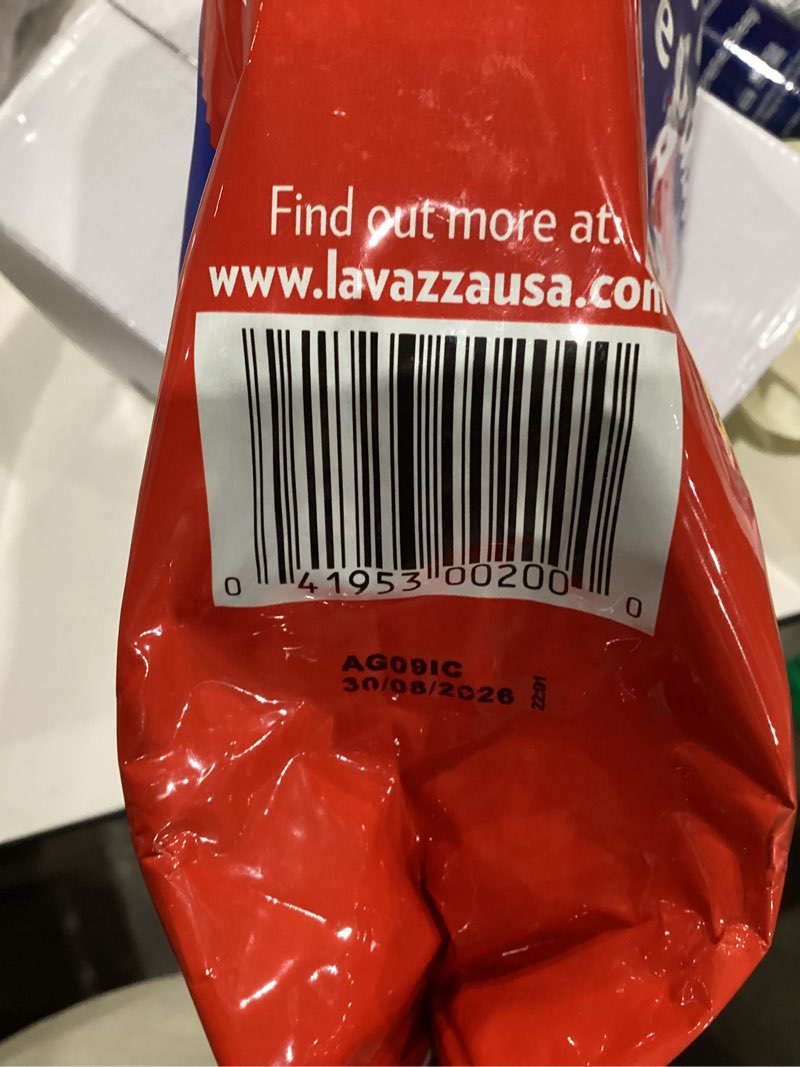 Find out more at:
www.lavazzausa.com
0 41953 00200 0
AG09IC
30/08/2026 22:01